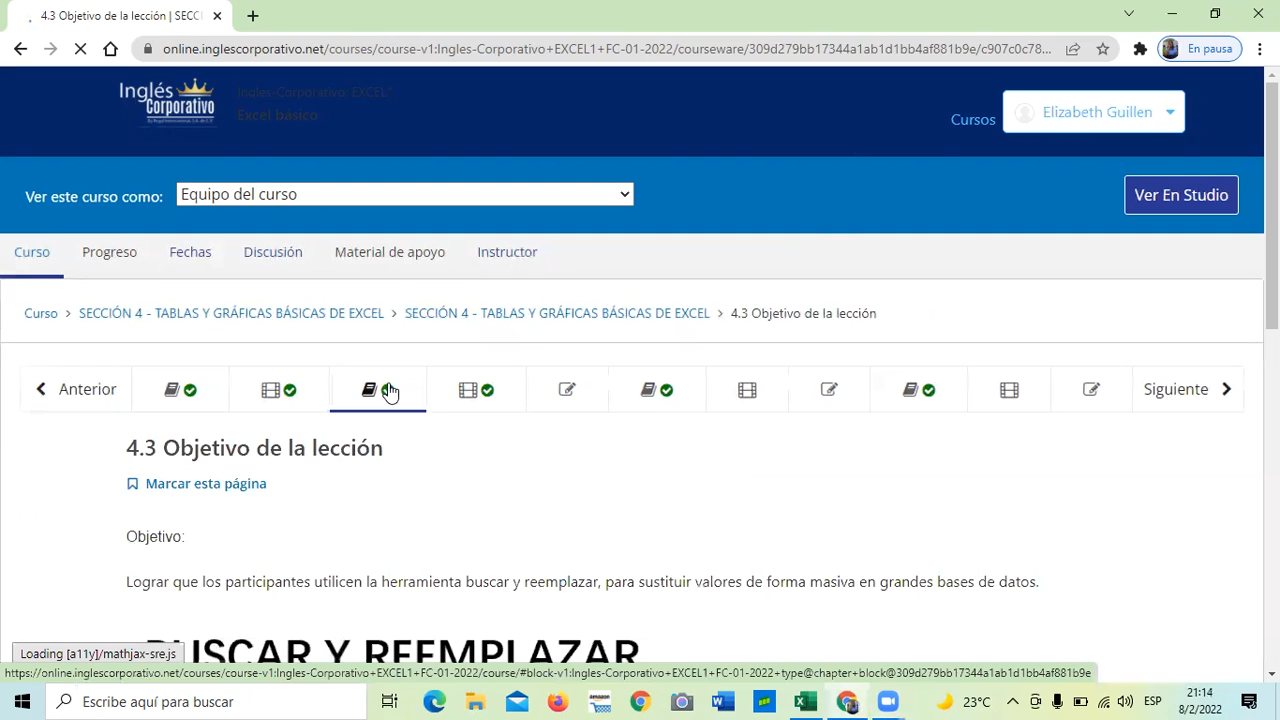 4.3 Objetivo de la lección | SECCI
online.inglescorporativo.net/courses/course-v1:Ingles-Corporativo+EXCEL1+FC-01-2022/courseware/309d279bb17344a1ab1d1bb4af881b9e/c907c0c78...
En pausa
Inglés Corporativo
Ingles-Corporativo: EXCEL1
Excel básico
Cursos
Elizabeth Guillen
Ver este curso como:
Equipo del curso
Ver En Studio
Curso
Progreso
Fechas
Discusión
Material de apoyo
Instructor
Curso > SECCIÓN 4 - TABLAS Y GRÁFICAS BÁSICAS DE EXCEL > SECCIÓN 4 - TABLAS Y GRÁFICAS BÁSICAS DE EXCEL > 4.3 Objetivo de la lección
Anterior
Siguiente
4.3 Objetivo de la lección
Marcar esta página
Objetivo:
Lograr que los participantes utilicen la herramienta buscar y reemplazar, para sustituir valores de forma masiva en grandes bases de datos.
BUSCAR Y REEMPLAZAR
Loading [a11y]/mathjax-sre.js
https://online.inglescorporativo.net/courses/course-v1:Ingles-Corporativo+EXCEL1+FC-01-2022/course/#block-v1:Ingles-Corporativo+EXCEL1+FC-01-2022+type@chapter+block@309d279bb17344a1ab1d1bb4af881b9e
Escribe aquí para buscar
23°C
ESP
21:14
8/2/2022